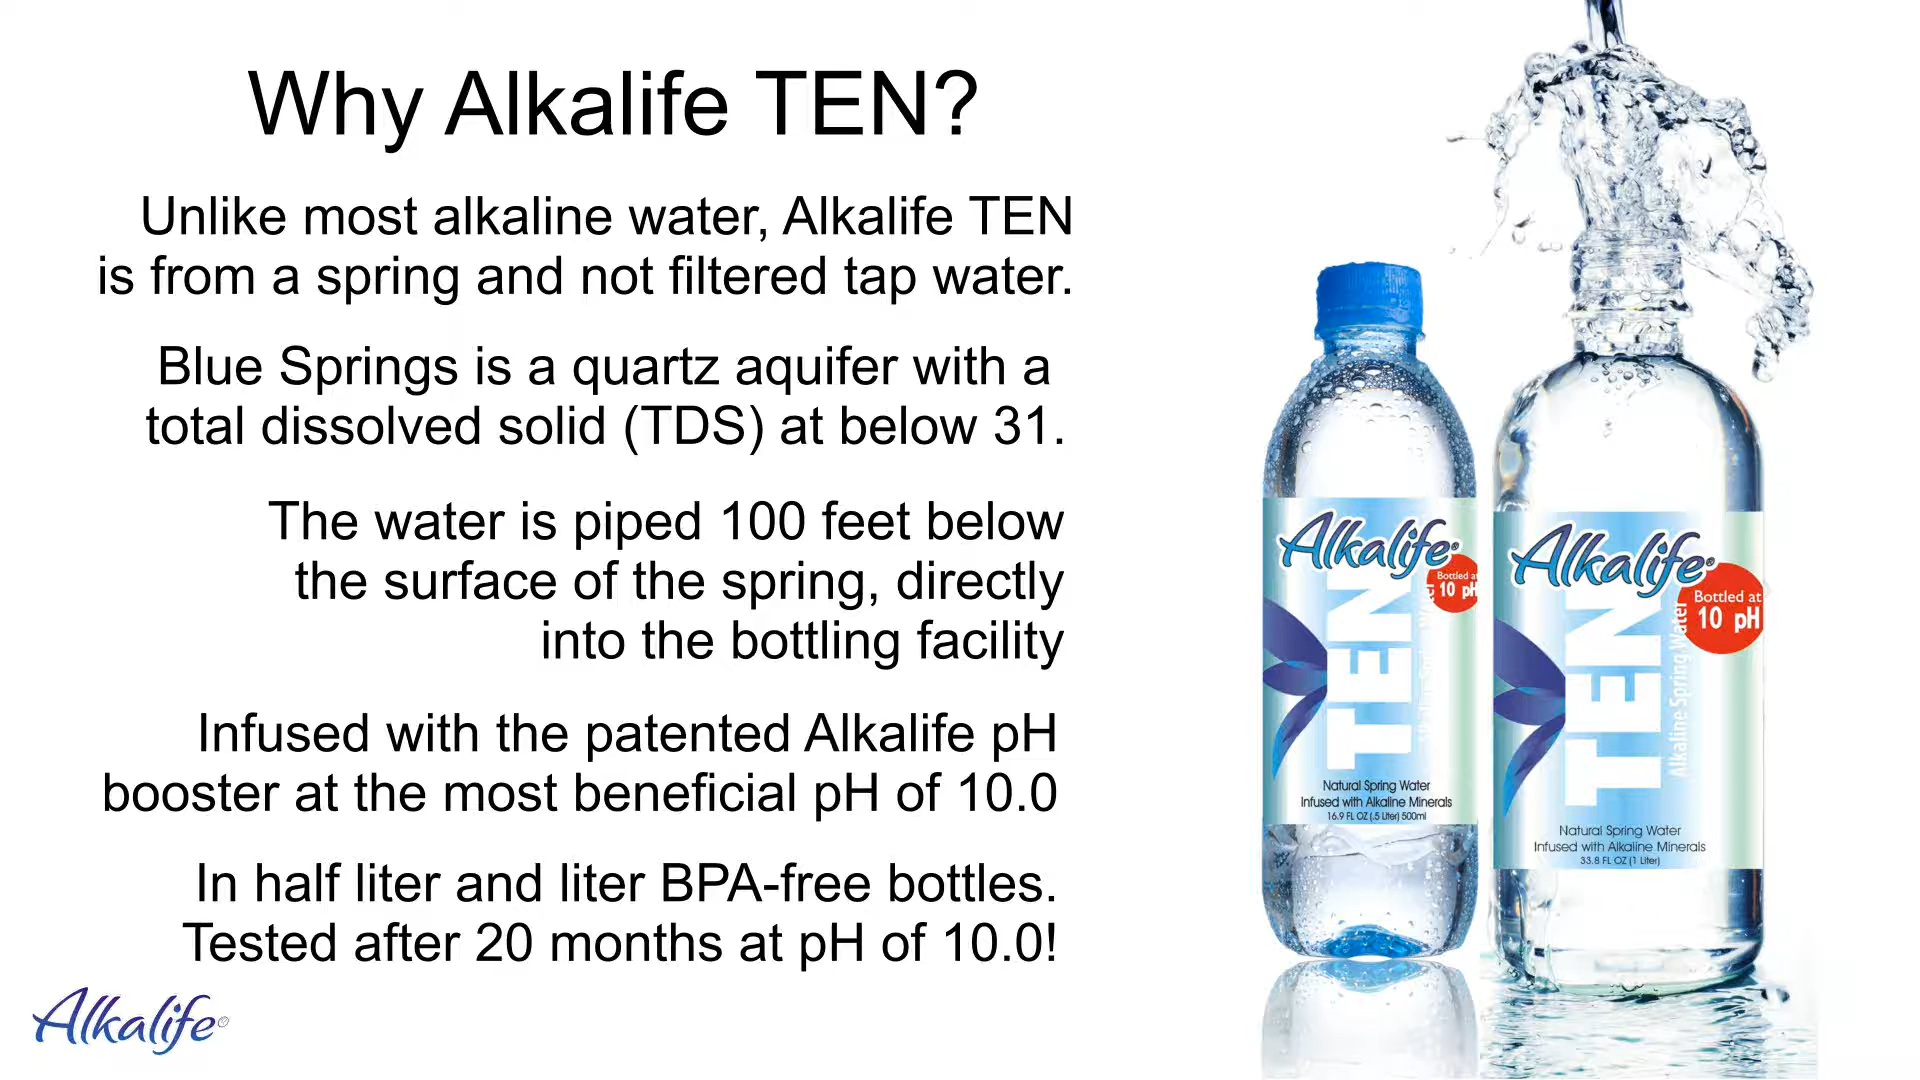 Why Alkalife TEN?
Unlike most alkaline water, Alkalife TEN
is from a spring and not filtered tap water.
Blue Springs is a quartz aquifer with a
total dissolved solid (TDS) at below 31.
The water is piped 100 feet below
the surface of the spring, directly
into the bottling facility
Infused with the patented Alkalife pH
booster at the most beneficial pH of 10.0
In half liter and liter BPA-free bottles.
Tested after 20 months at pH of 10.0!
Alkalife
Alkalife®
Bottled at
10 pH
TEN
Natural Spring Water
Infused with Alkaline Minerals
16.9 FL OZ (.5 Liter) 500ml
Alkalife®
Bottled at
10 pH
TEN
Alkaline Spring Water
Natural Spring Water
Infused with Alkaline Minerals
33.8 FL OZ (1 Liter)